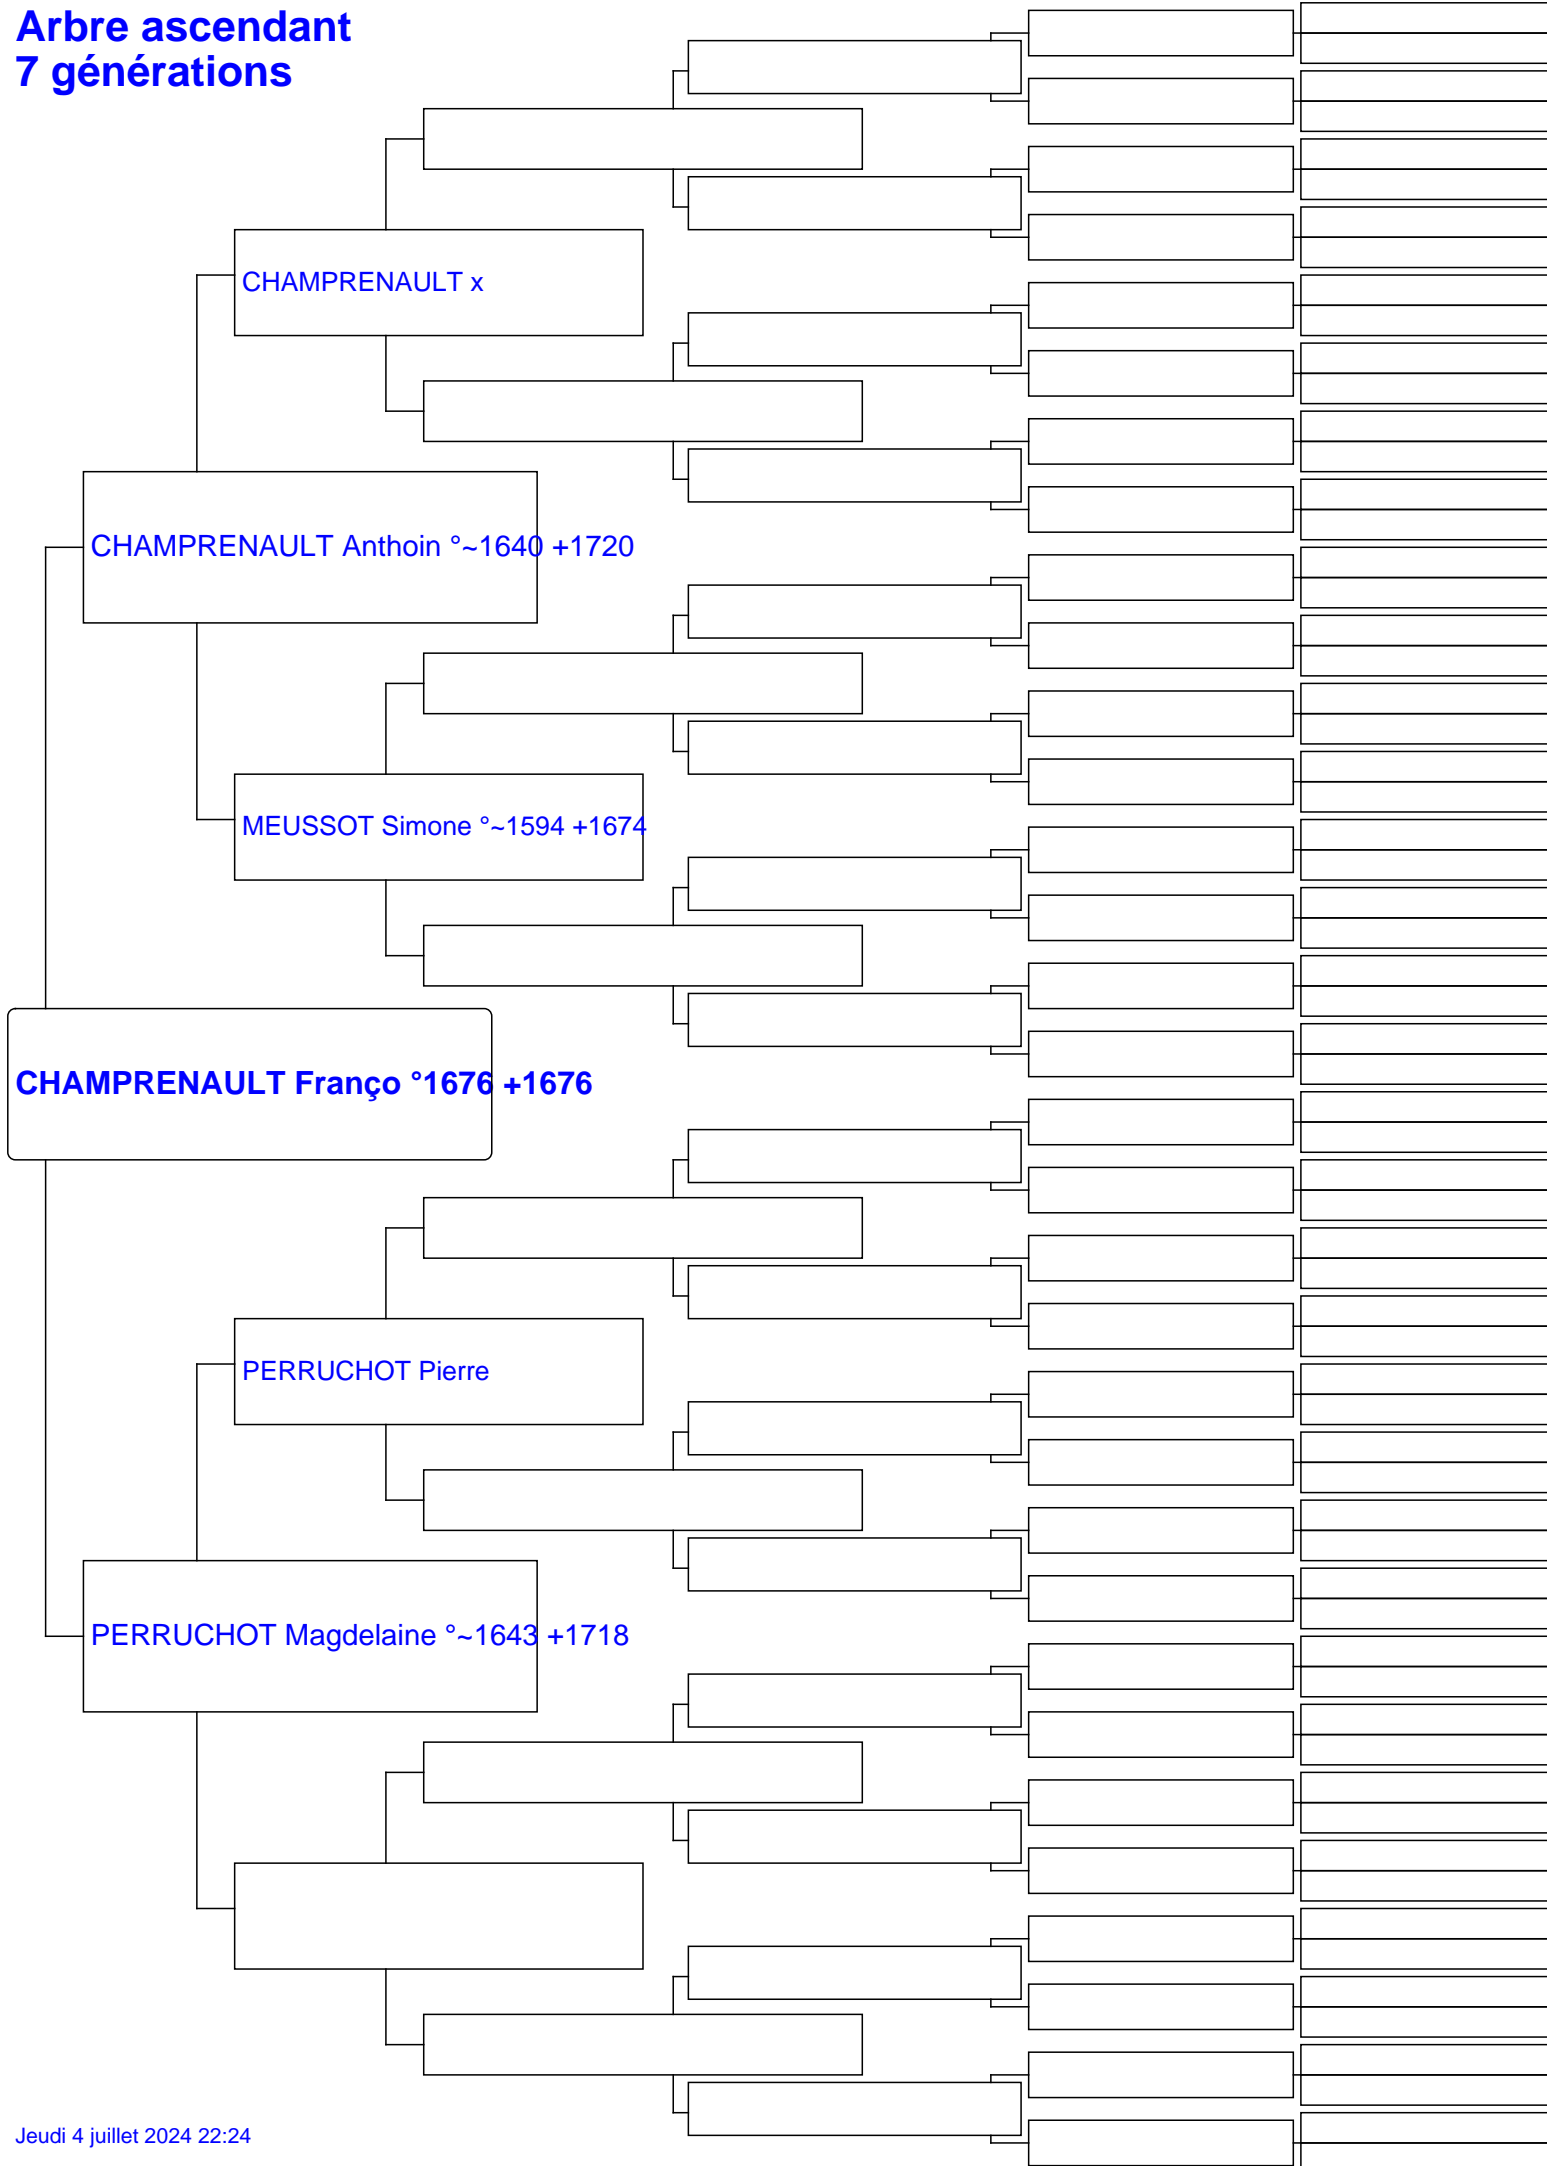 Arbre ascendant
7 générations
CHAMPRENAULT x
CHAMPRENAULT Anthoin °~1640 +1720
MEUSSOT Simone °~1594 +1674
CHAMPRENAULT Franço °1676 +1676
PERRUCHOT Pierre
PERRUCHOT Magdelaine °~1643 +1718
Jeudi 4 juillet 2024 22:24